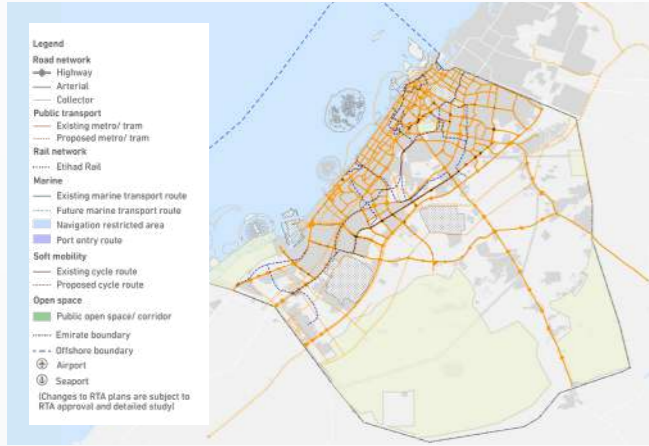 Legend
Road network
Highway
Arterial
Collector
Public transport
Existing metro/ tram
Proposed metro/ tram
Rail network
Etihad Rail
Marine
Existing marine transport route
Future marine transport route
Navigation restricted area
Port entry route
Soft mobility
Existing cycle route
Proposed cycle route
Open space
Public open space/ corridor
Emirate boundary
Offshore boundary
Airport
Seaport
(Changes to RTA plans are subject to
RTA approval and detailed study)